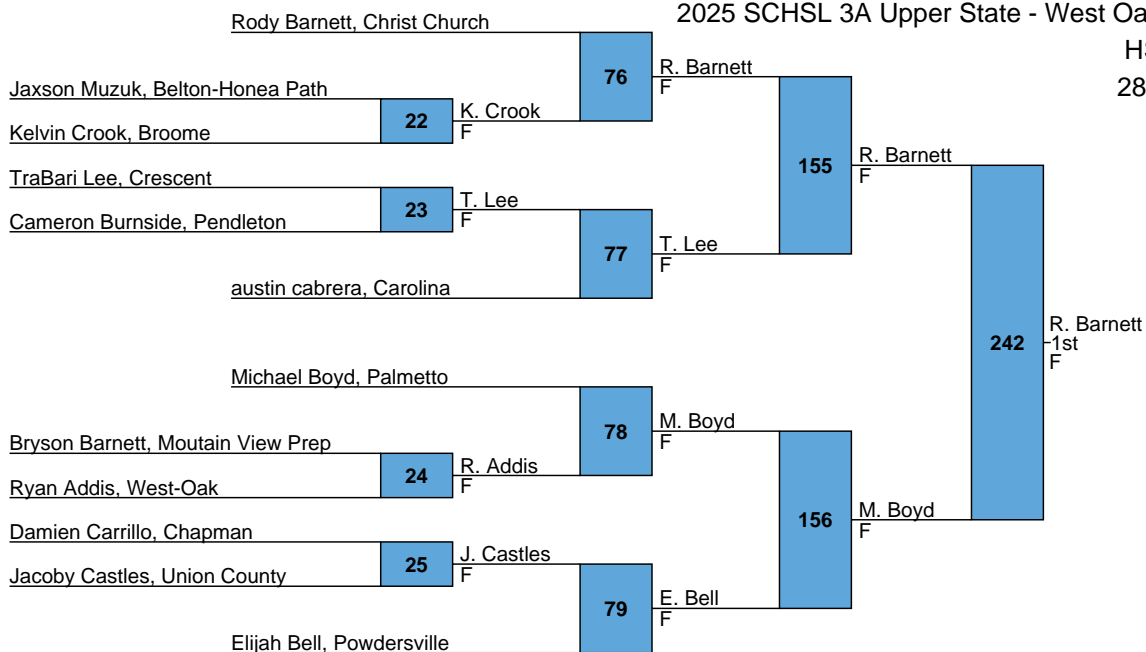 2025 SCHSL 3A Upper State - West Oa
HS
28
Rody Barnett, Christ Church
76
R. Barnett
F
Jaxson Muzuk, Belton-Honea Path
22
K. Crook
F
Kelvin Crook, Broome
155
R. Barnett
F
TraBari Lee, Crescent
23
T. Lee
F
Cameron Burnside, Pendleton
77
T. Lee
F
austin cabrera, Carolina
242
R. Barnett
1st
F
Michael Boyd, Palmetto
78
M. Boyd
F
Bryson Barnett, Moutain View Prep
24
R. Addis
F
Ryan Addis, West-Oak
156
M. Boyd
F
Damien Carrillo, Chapman
25
J. Castles
F
Jacoby Castles, Union County
79
E. Bell
F
Elijah Bell, Powdersville